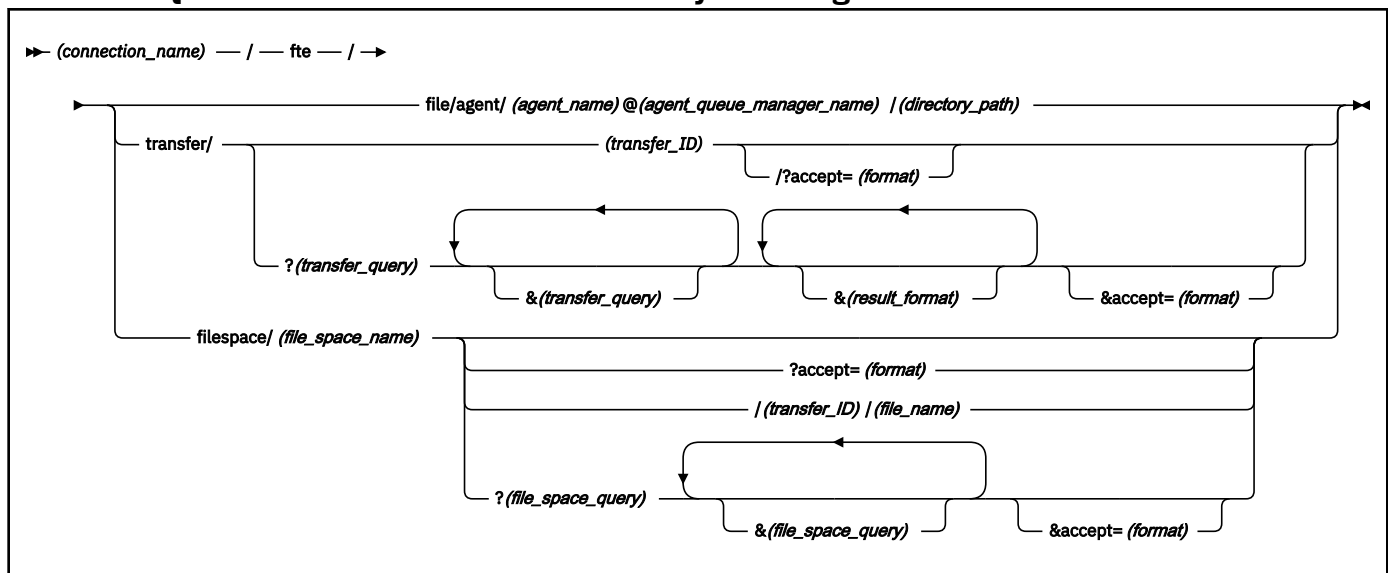 (connection_name) / fte /
file/agent/ (agent_name) @ (agent_queue_manager_name) / (directory_path)
transfer/ (transfer_ID)
/?accept= (format)
? (transfer_query)
& (transfer_query) & (result_format) &accept= (format)
filespace/ (file_space_name)
?accept= (format)
/ (transfer_ID) / (file_name)
? (file_space_query)
& (file_space_query) &accept= (format)